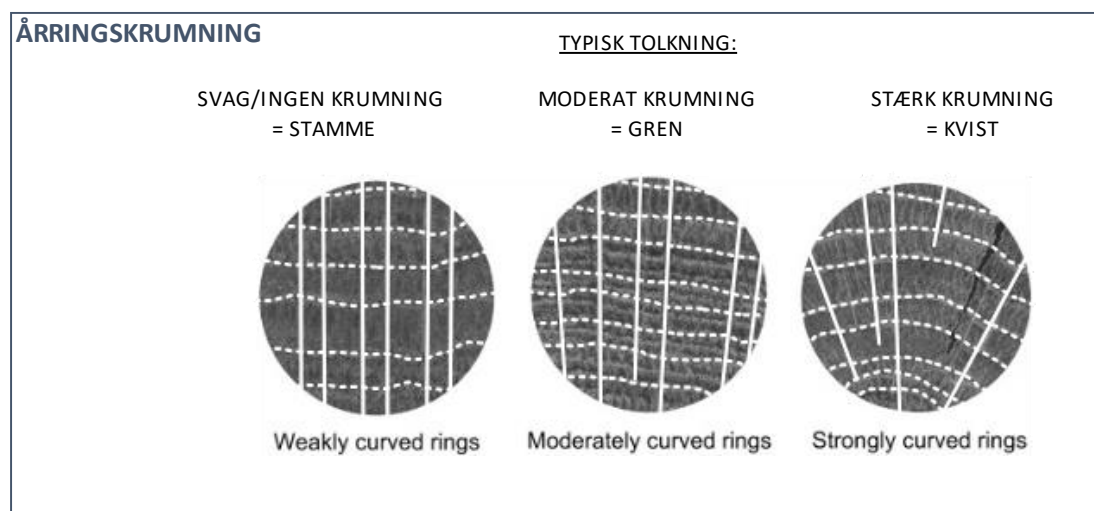 ÅRRINGSKRUMNING
TYPISK TOLKNING:
SVAG/INGEN KRUMNING
= STAMME
MODERAT KRUMNING
= GREN
STÆRK KRUMNING
= KVIST
Weakly curved rings
Moderately curved rings
Strongly curved rings